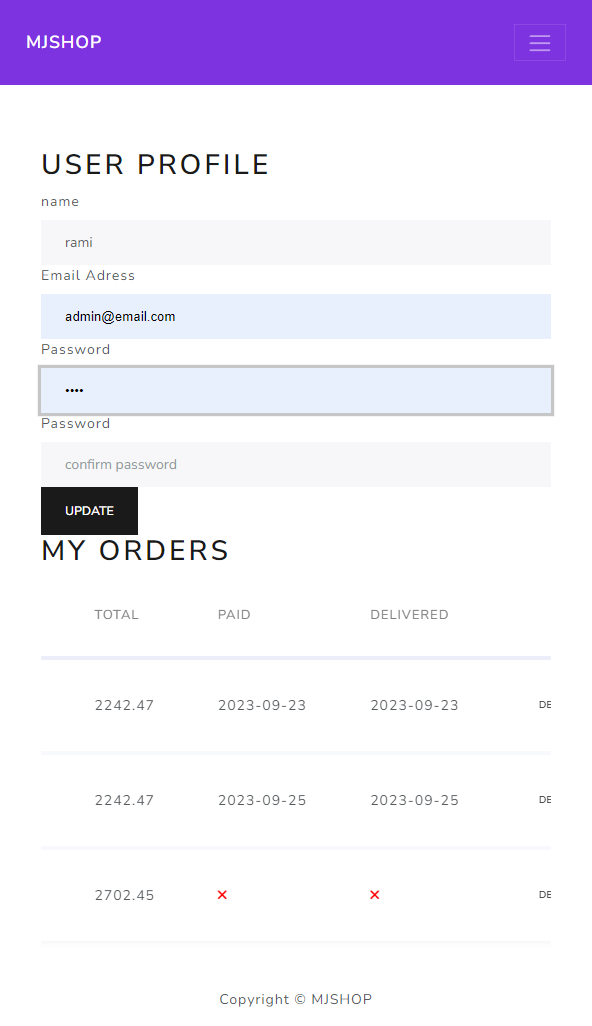 MJSHOP
USER PROFILE
name
rami
Email Adress
admin@email.com
Password
••••
Password
confirm password
UPDATE
MY ORDERS
TOTAL PAID DELIVERED
2242.47 2023-09-23 2023-09-23 DE
2242.47 2023-09-25 2023-09-25 DE
2702.45 ✕ ✕ DE
Copyright © MJSHOP